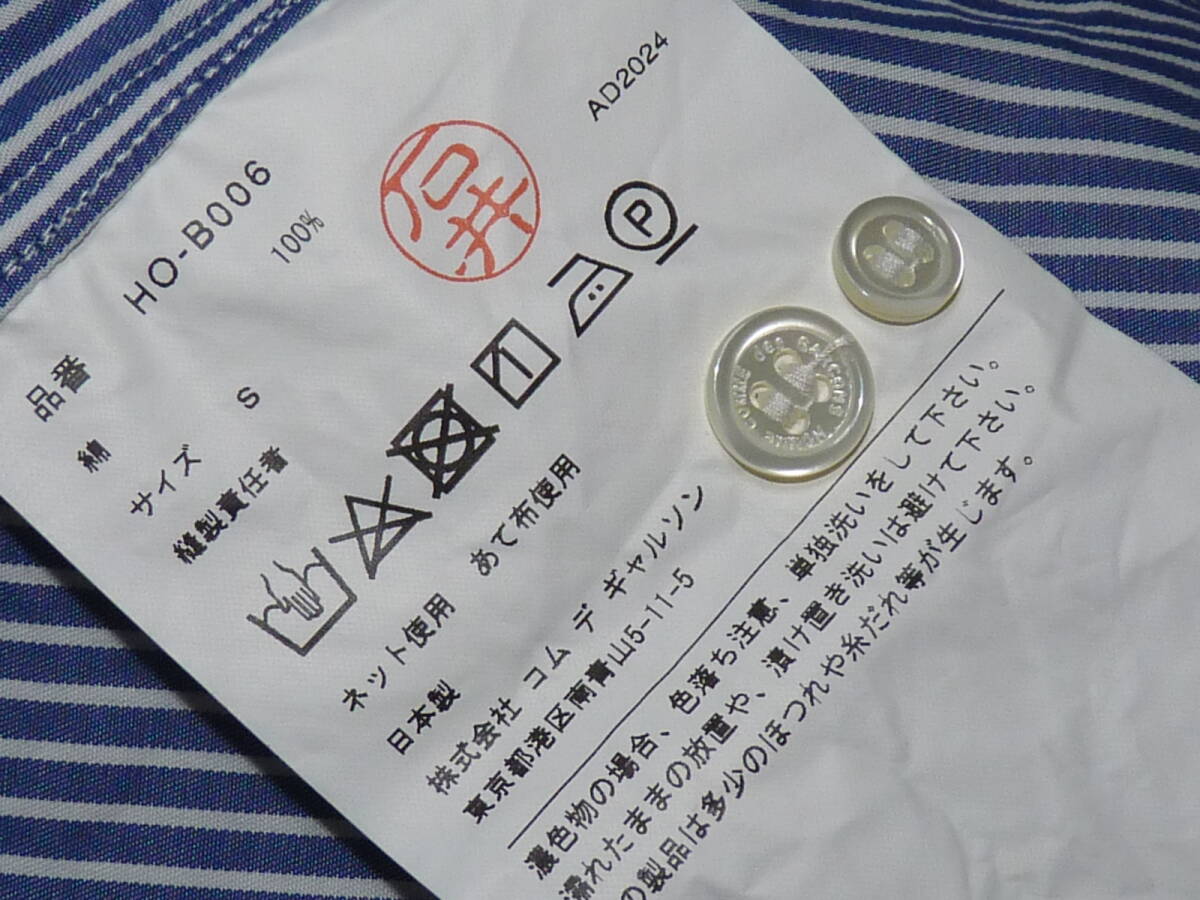 AD2024
品番 HO-B006
綿 100%
サイズ S
縫製責任者 石井
P
ネット使用 あて布使用
日本製
株式会社 コム デ ギャルソン
東京都港区南青山5-11-5
濃色物の場合、色落ち注意、単独洗いをして下さい。
濡れたままの放置や、漬け置き洗いは避けて下さい。
の製品は多少のほつれや糸だれ等が生じます。
COMME DES GARCONS HOMME